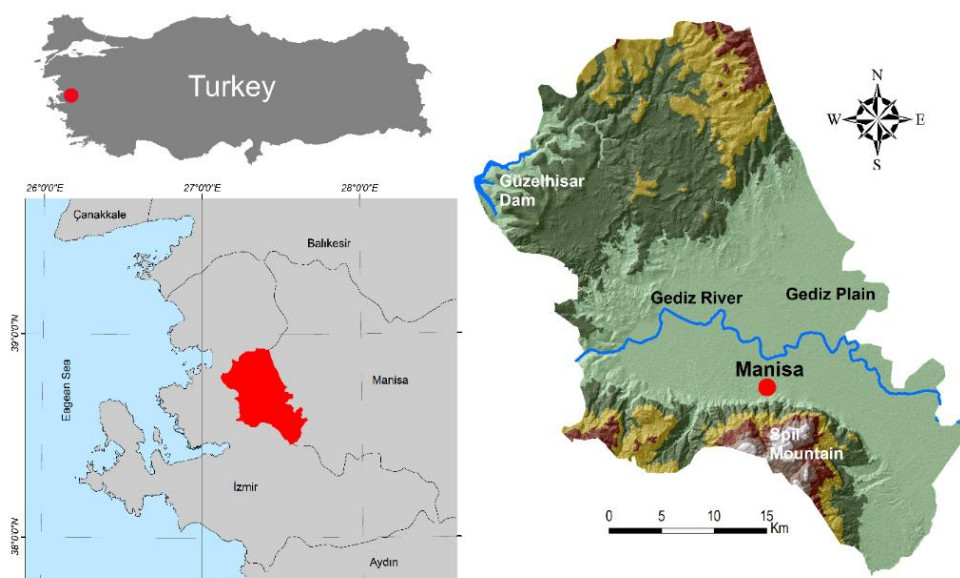 Turkey
26°0'0"E
27°0'0"E
28°0'0"E
Çanakkale
Balıkesir
39°0'0"N
Eagean Sea
Manisa
İzmir
38°0'0"N
Aydın
N
W
E
S
Güzelhisar
Dam
Gediz River
Gediz Plain
Manisa
Spil
Mountain
0
5
10
15
Km